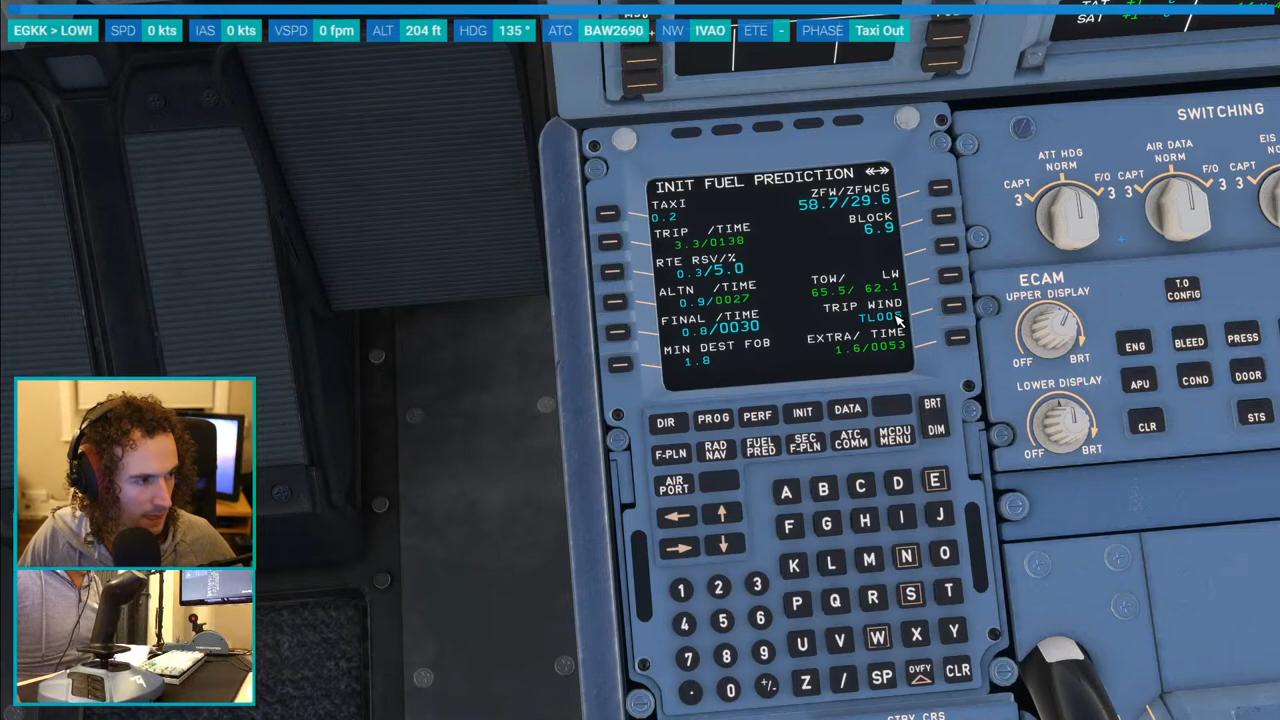 EGKK > LOWI SPD 0 kts IAS 0 kts VSPD 0 fpm ALT 204 ft HDG 135 ° ATC BAW2690 NW IVAO ETE - PHASE Taxi Out
SAT
SWITCHING
ATT HDG
NORM
CAPT
3
F/O
3
AIR DATA
NORM
CAPT
3
F/O
3
EIS
CAPT
3
INIT FUEL PREDICTION
TAXI ZFW/ZFWCG
0.2 58.7/29.6
TRIP /TIME BLOCK
3.3/0138 6.9
RTE RSV/%
0.3/5.0
ALTN /TIME TOW/ LW
0.9/0027 65.5/ 62.1
FINAL /TIME TRIP WIND
0.8/0030 TL005
MIN DEST FOB EXTRA/ TIME
1.8 1.6/0053
ECAM
UPPER DISPLAY
OFF BRT
LOWER DISPLAY
OFF BRT
T.O
CONFIG
ENG BLEED PRESS
APU COND DOOR
CLR STS
DIR PROG PERF INIT DATA BRT
DIM
F-PLN RAD
NAV FUEL
PRED SEC
F-PLN ATC
COMM MCDU
MENU
AIR
PORT
A B C D E
F G H I J
K L M N O
P Q R S T
U V W X Y
Z / SP OVFY CLR
1 2 3
4 5 6
7 8 9
. 0 +/-
STBY CRS